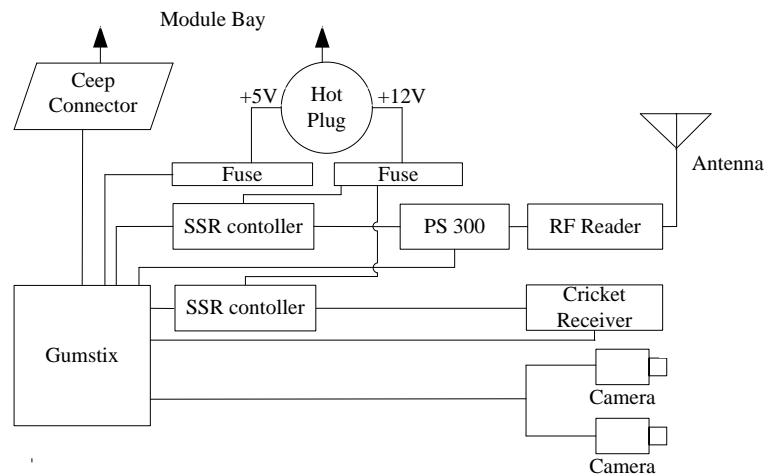 Module Bay
Ceep
Connector
+5V
Hot
Plug
+12V
Fuse
Fuse
Antenna
SSR contoller
PS 300
RF Reader
SSR contoller
Cricket
Receiver
Gumstix
Camera
Camera